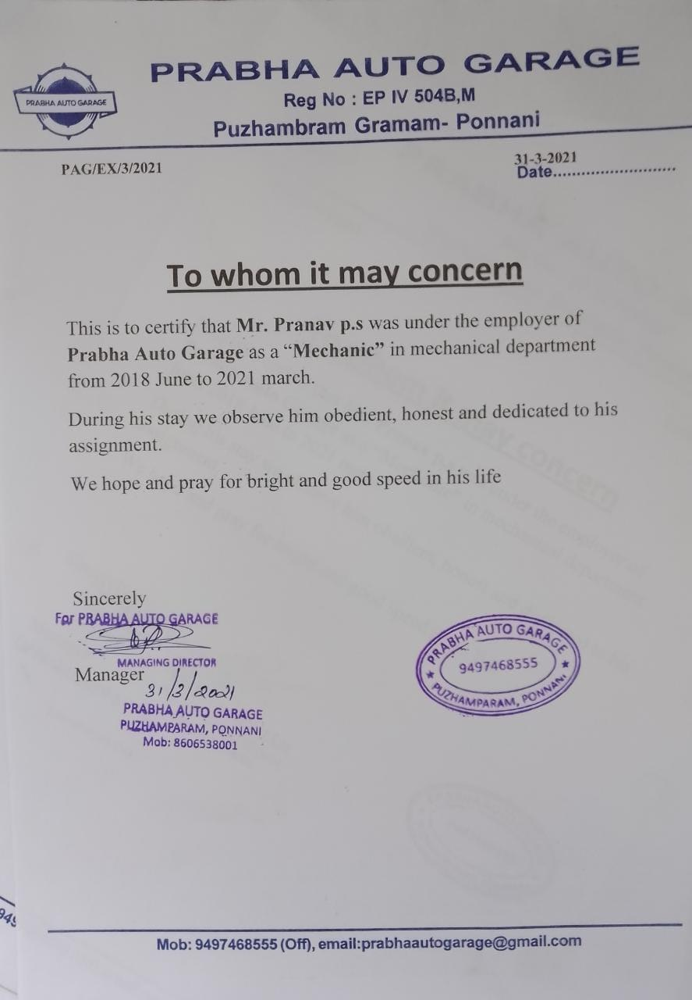 PRABHA AUTO GARAGE
PRABHA AUTO GARAGE
Reg No : EP IV 504B,M
Puzhambram Gramam- Ponnani
PAG/EX/3/2021
31-3-2021
Date..........................
To whom it may concern
This is to certify that Mr. Pranav p.s was under the employer of
Prabha Auto Garage as a “Mechanic” in mechanical department
from 2018 June to 2021 march.
During his stay we observe him obedient, honest and dedicated to his
assignment.
We hope and pray for bright and good speed in his life
Sincerely
For PRABHA AUTO GARAGE
MANAGING DIRECTOR
Manager
31/3/2021
PRABHA AUTO GARAGE
PUZHAMPARAM, PONNANI
Mob: 8606538001
PRABHA AUTO GARAGE
9497468555
PUZHAMPARAM, PONNANI
Mob: 9497468555 (Off), email:prabhaautogarage@gmail.com